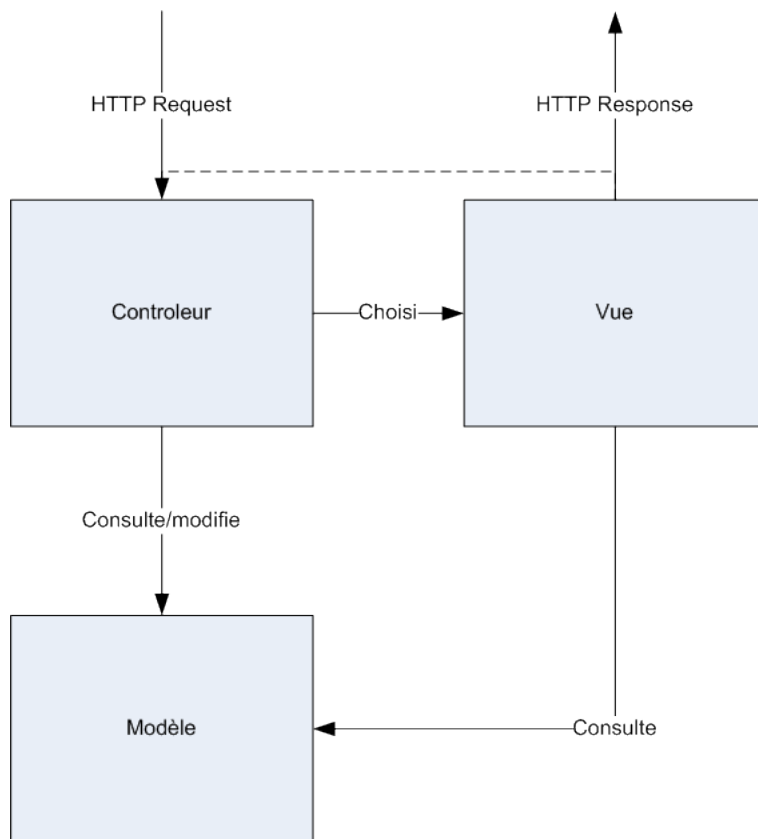 HTTP Request
HTTP Response
Controleur
Choisi
Vue
Consulte/modifie
Modèle
Consulte